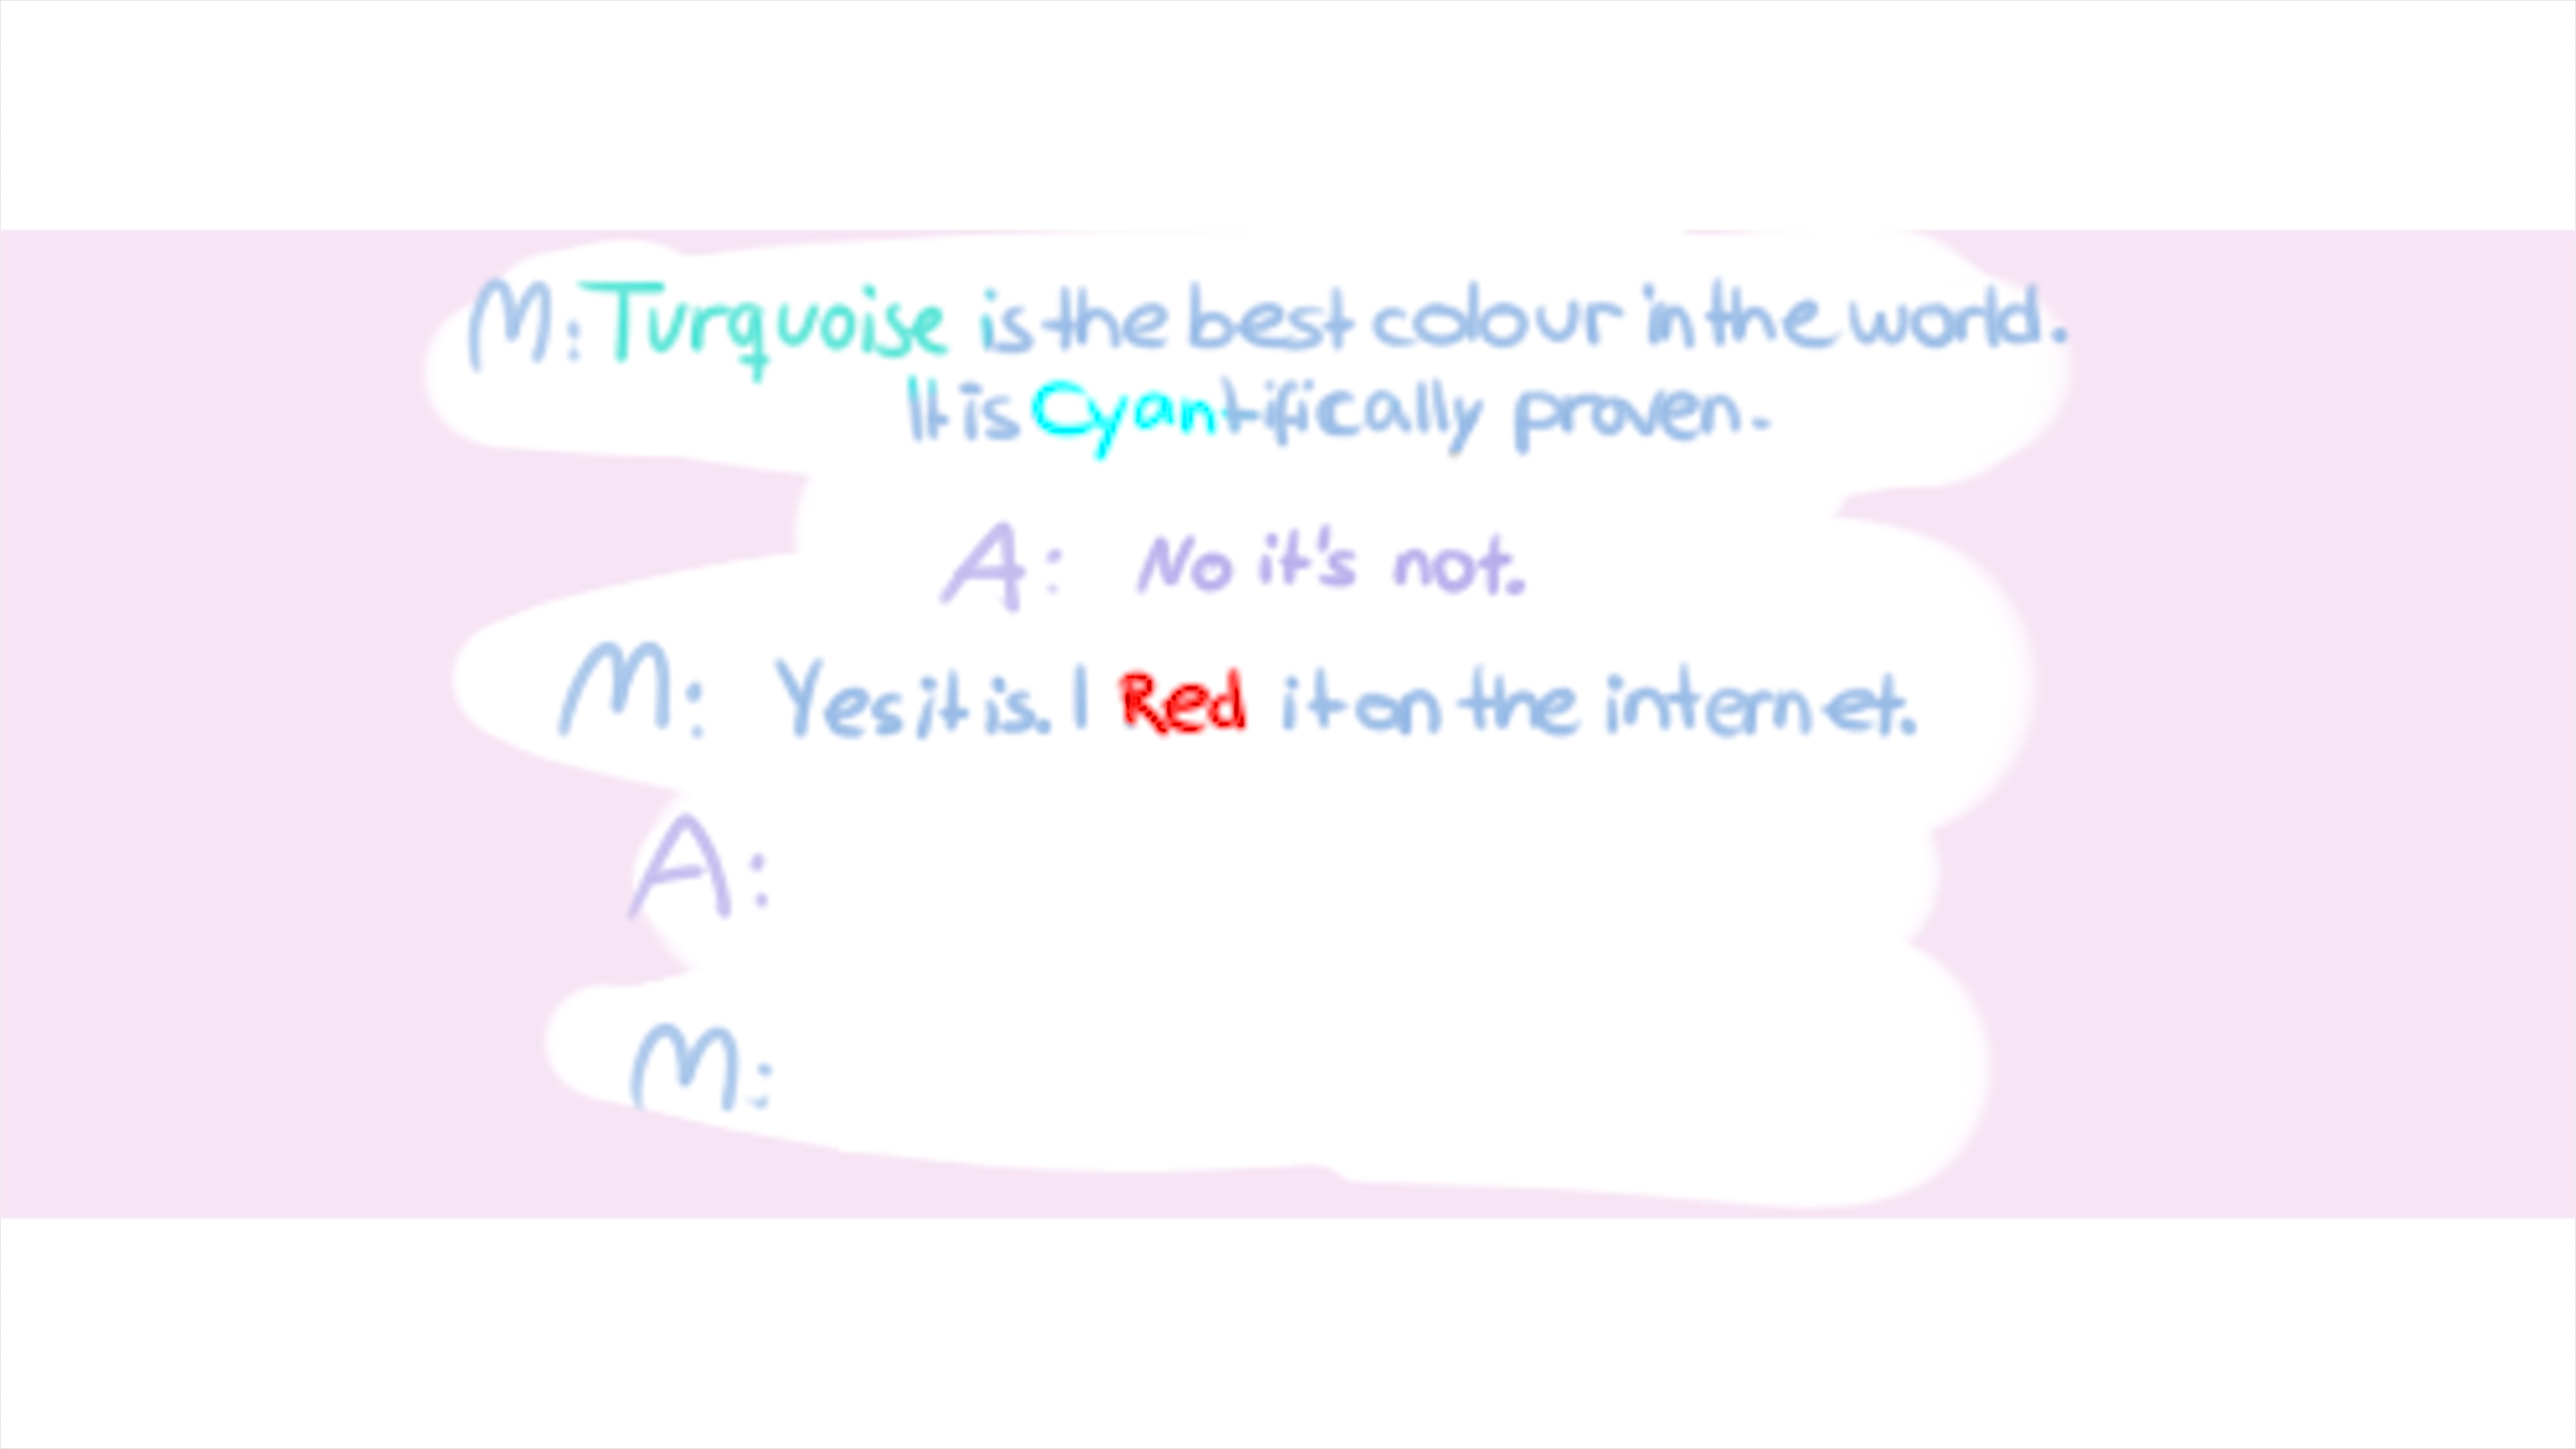 M: Turquoise is the best colour in the world.
It is Cyantifically proven.
A: No it's not.
M: Yes it is. I Red it on the internet.
A:
M: